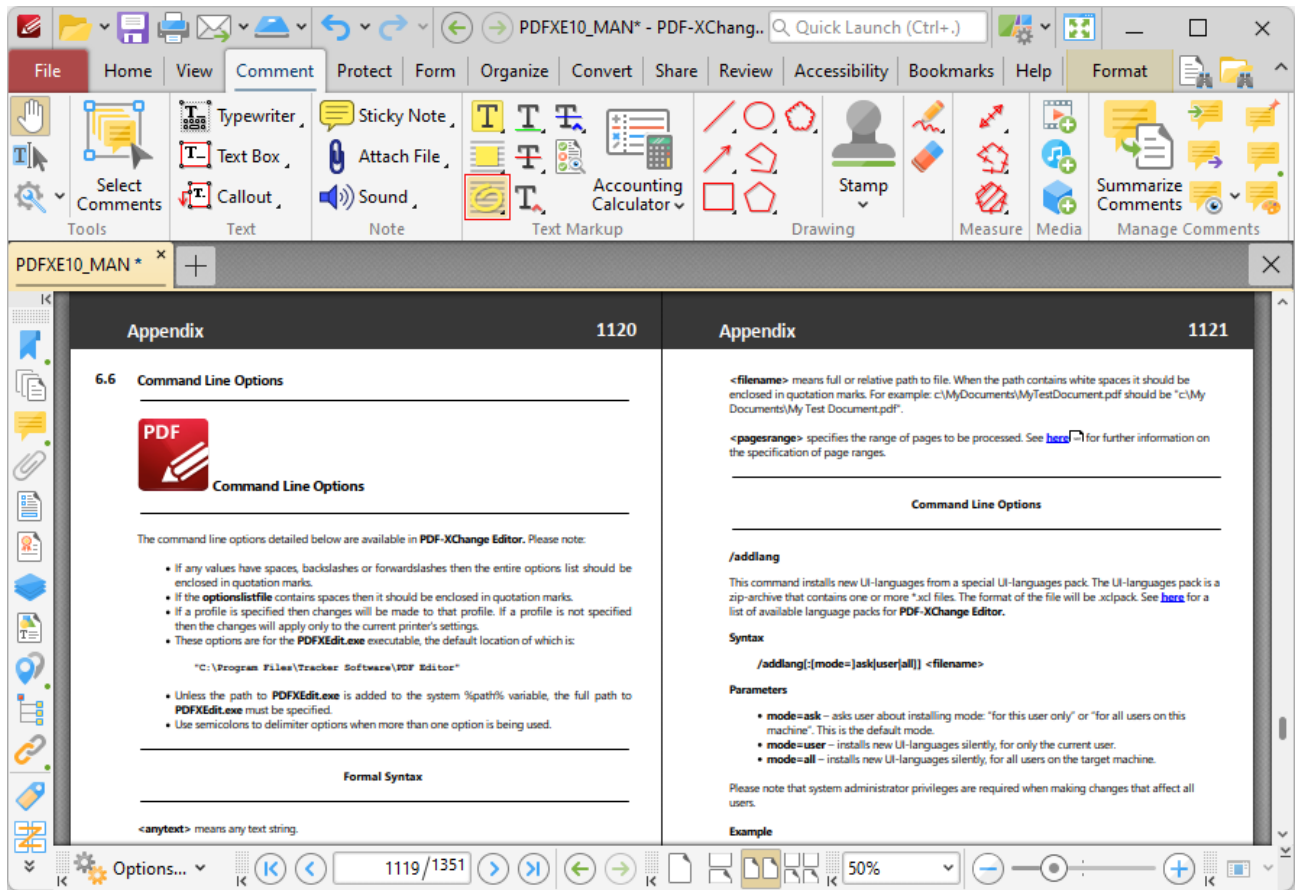 PDFXE10_MAN* - PDF-XChang..
Quick Launch (Ctrl+.)
File Home View Comment Protect Form Organize Convert Share Review Accessibility Bookmarks Help Format
Typewriter
Sticky Note
Text Box
Attach File
Select
Comments
Callout
Sound
Accounting
Calculator
Stamp
Summarize
Comments
Tools Text Note Text Markup Drawing Measure Media Manage Comments
PDFXE10_MAN *
Appendix 1120
6.6 Command Line Options
PDF
Command Line Options
The command line options detailed below are available in PDF-XChange Editor. Please note:
• If any values have spaces, backslashes or forwardslashes then the entire options list should be
enclosed in quotation marks.
• If the optionslistfile contains spaces then it should be enclosed in quotation marks.
• If a profile is specified then changes will be made to that profile. If a profile is not specified
then the changes will apply only to the current printer's settings.
• These options are for the PDFXEdit.exe executable, the default location of which is:
"C:\Program Files\Tracker Software\PDF Editor"
• Unless the path to PDFXEdit.exe is added to the system %path% variable, the full path to
PDFXEdit.exe must be specified.
• Use semicolons to delimiter options when more than one option is being used.
Formal Syntax
<anytext> means any text string.
Appendix 1121
<filename> means full or relative path to file. When the path contains white spaces it should be
enclosed in quotation marks. For example: c:\MyDocuments\MyTestDocument.pdf should be "c:\My
Documents\My Test Document.pdf".
<pagesrange> specifies the range of pages to be processed. See here for further information on
the specification of page ranges.
Command Line Options
/addlang
This command installs new UI-languages from a special UI-languages pack. The UI-languages pack is a
zip-archive that contains one or more *.xcl files. The format of the file will be .xclpack. See here for a
list of available language packs for PDF-XChange Editor.
Syntax
/addlang[:[mode=]ask|user|all]] <filename>
Parameters
• mode=ask – asks user about installing mode: "for this user only" or "for all users on this
machine". This is the default mode.
• mode=user – installs new UI-languages silently, for only the current user.
• mode=all – installs new UI-languages silently, for all users on the target machine.
Please note that system administrator privileges are required when making changes that affect all
users.
Example
Options... 1119/1351 50%